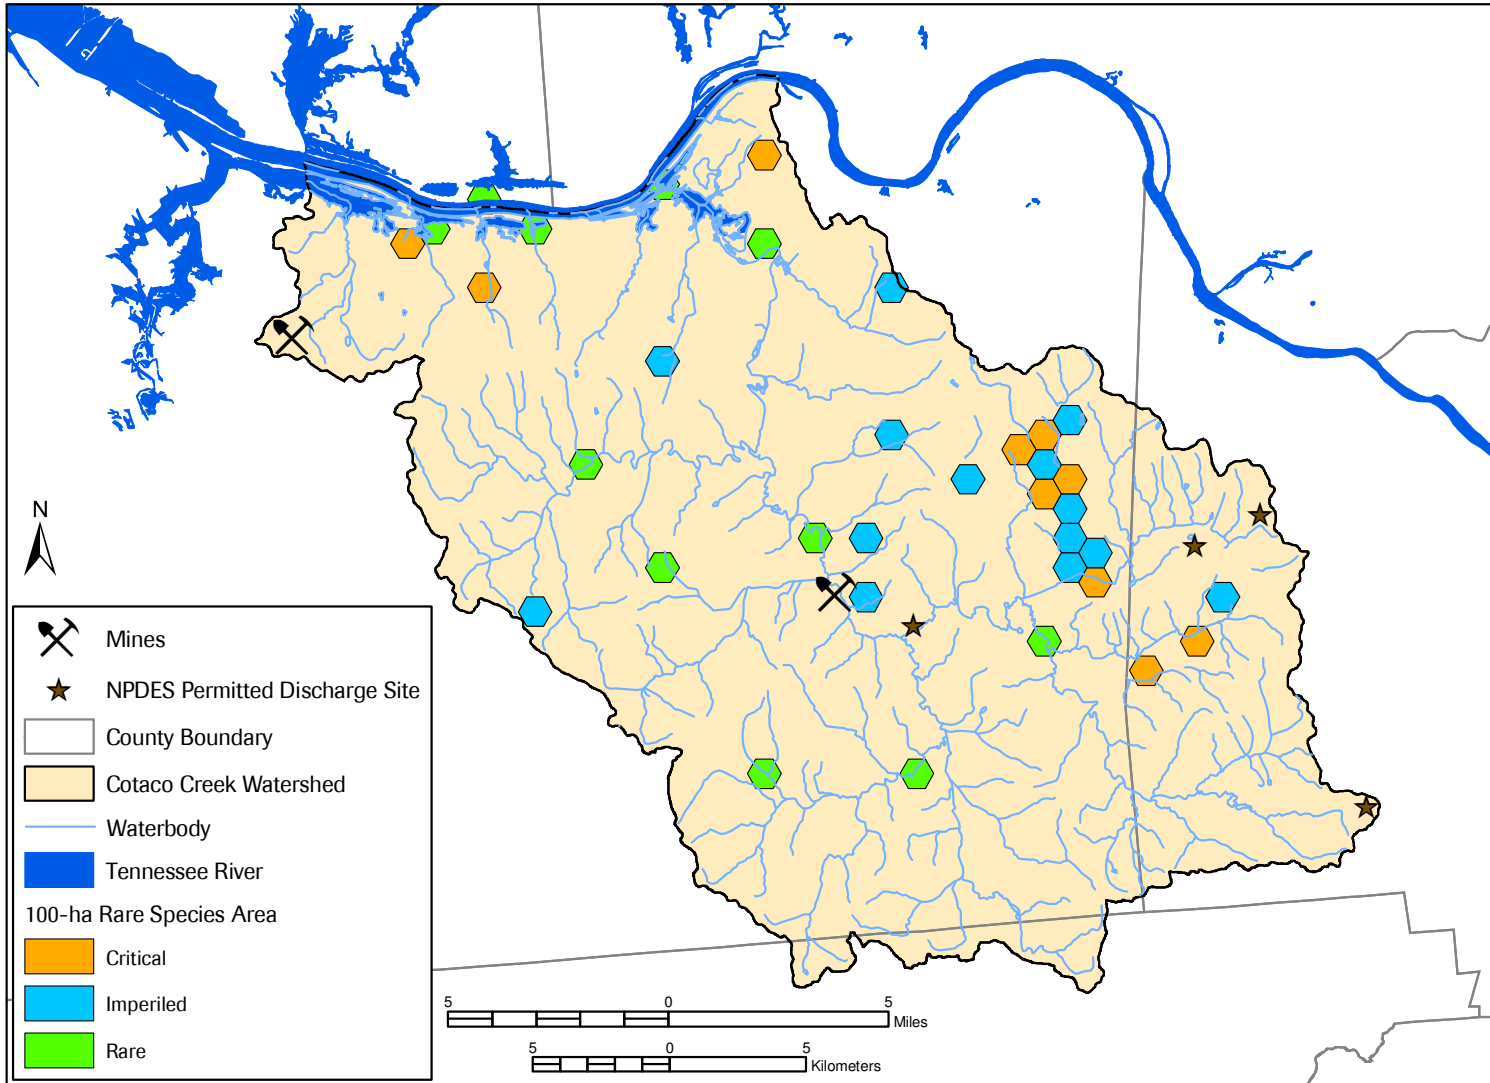 N
Mines
NPDES Permitted Discharge Site
County Boundary
Cotaco Creek Watershed
Waterbody
Tennessee River
100-ha Rare Species Area
Critical
Imperiled
Rare
5 0 5
Miles
5 0 5
Kilometers